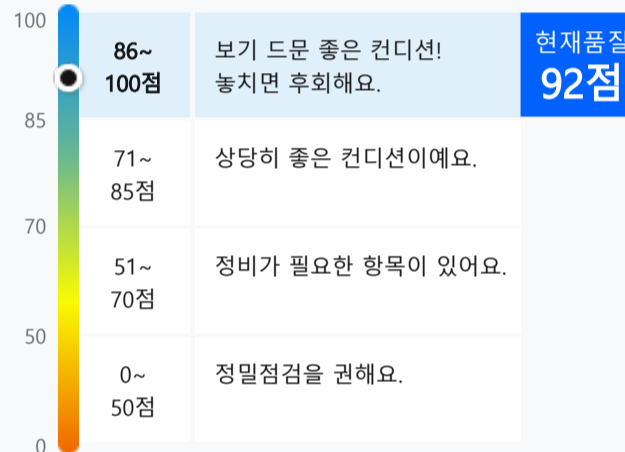 100
86~
100점
보기 드문 좋은 컨디션!
놓치면 후회해요.
현재품질
92점
85
71~
85점
상당히 좋은 컨디션이예요.
70
51~
70점
정비가 필요한 항목이 있어요.
50
0~
50점
정밀점검을 권해요.
0